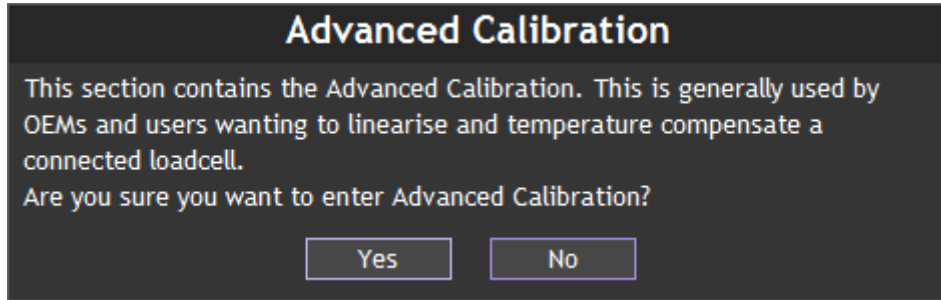 Advanced Calibration
This section contains the Advanced Calibration. This is generally used by
OEMs and users wanting to linearise and temperature compensate a
connected loadcell.
Are you sure you want to enter Advanced Calibration?
Yes No